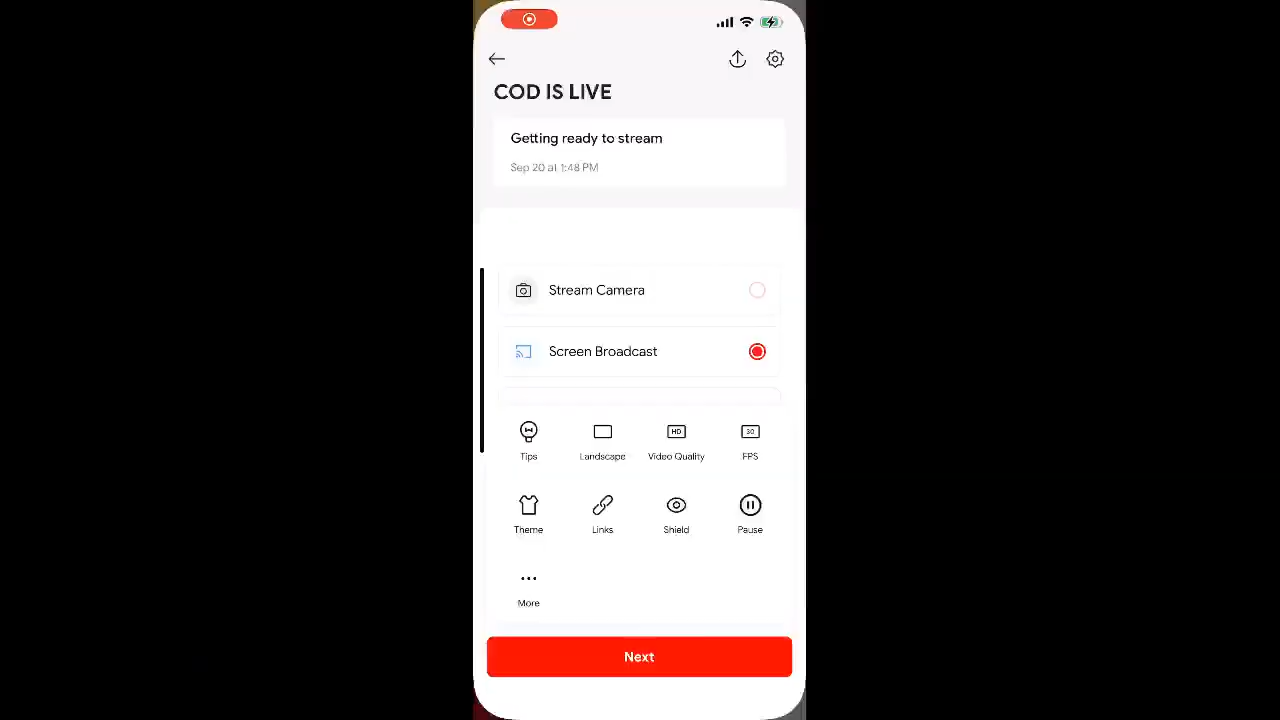 COD IS LIVE
Getting ready to stream
Sep 20 at 1:48 PM
Stream Camera
Screen Broadcast
HD
30
Tips
Landscape
Video Quality
FPS
Theme
Links
Shield
Pause
More
Next